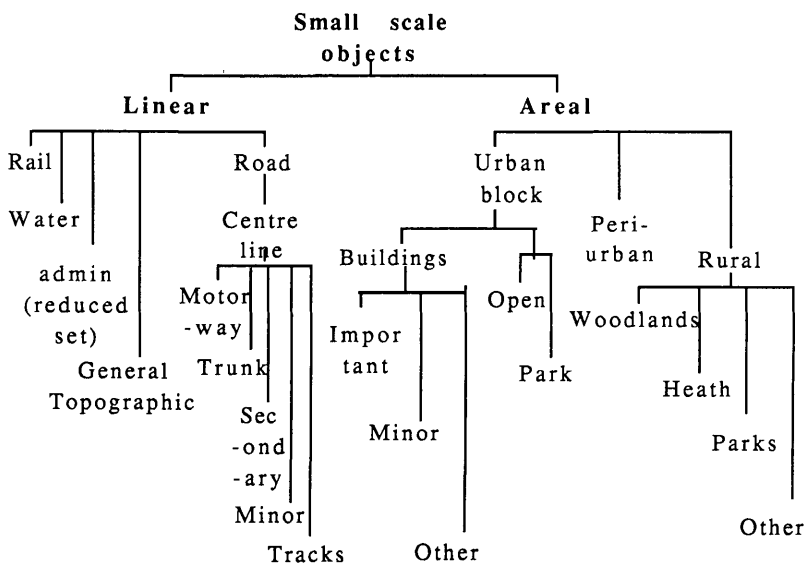 Small scale
objects
Linear
Areal
Rail
Road
Urban
block
Water
Centre
line
Peri-
urban
Buildings
Rural
admin
(reduced
set)
Motor
-way
Open
Woodlands
Impor
tant
General
Topographic
Trunk
Park
Heath
Sec
-ond
-ary
Minor
Parks
Minor
Other
Tracks
Other